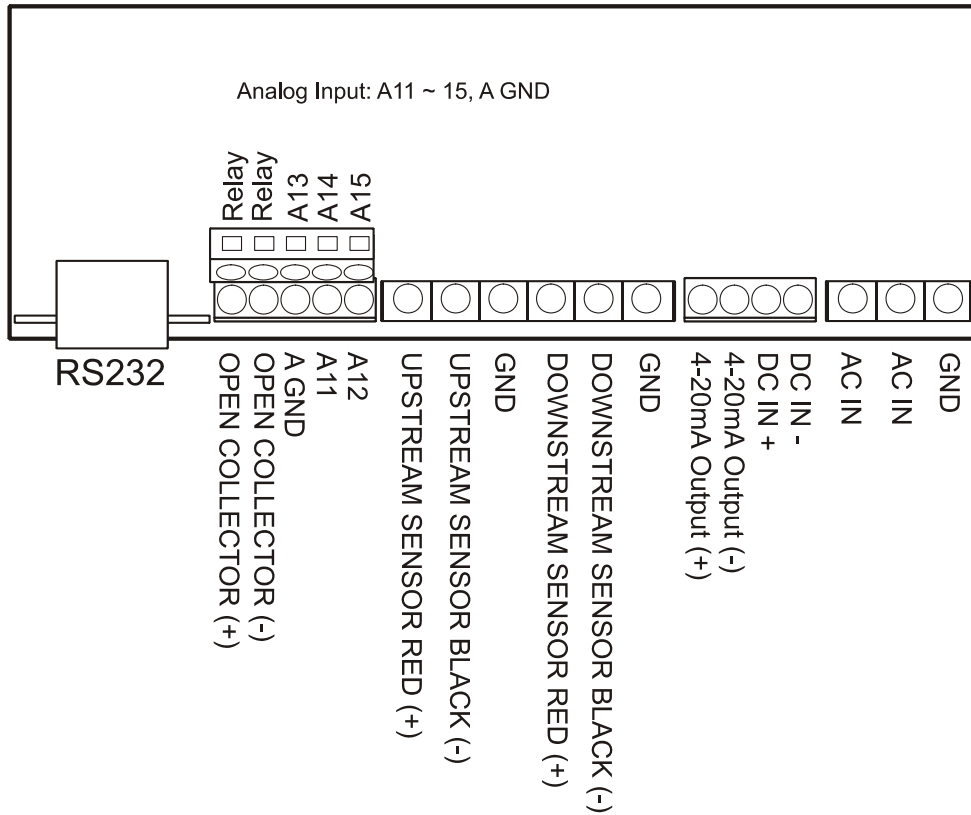 Analog Input: A11 ~ 15, A GND
Relay
Relay
A13
A14
A15
RS232
OPEN COLLECTOR (+)
OPEN COLLECTOR (-)
A GND
A11
A12
UPSTREAM SENSOR RED (+)
UPSTREAM SENSOR BLACK (-)
GND
DOWNSTREAM SENSOR RED (+)
DOWNSTREAM SENSOR BLACK (-)
GND
4-20mA Output (+)
4-20mA Output (-)
DC IN +
DC IN -
AC IN
AC IN
GND